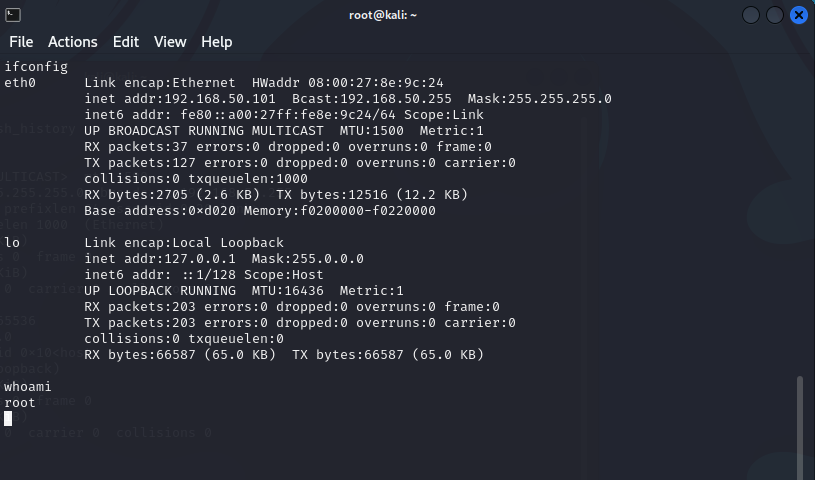 root@kali: ~
File Actions Edit View Help
ifconfig
eth0 Link encap:Ethernet HWaddr 08:00:27:8e:9c:24
inet addr:192.168.50.101 Bcast:192.168.50.255 Mask:255.255.255.0
inet6 addr: fe80::a00:27ff:fe8e:9c24/64 Scope:Link
UP BROADCAST RUNNING MULTICAST MTU:1500 Metric:1
RX packets:37 errors:0 dropped:0 overruns:0 frame:0
TX packets:127 errors:0 dropped:0 overruns:0 carrier:0
collisions:0 txqueuelen:1000
RX bytes:2705 (2.6 KB) TX bytes:12516 (12.2 KB)
Base address:0×d020 Memory:f0200000-f0220000
lo Link encap:Local Loopback
inet addr:127.0.0.1 Mask:255.0.0.0
inet6 addr: ::1/128 Scope:Host
UP LOOPBACK RUNNING MTU:16436 Metric:1
RX packets:203 errors:0 dropped:0 overruns:0 frame:0
TX packets:203 errors:0 dropped:0 overruns:0 carrier:0
collisions:0 txqueuelen:0
RX bytes:66587 (65.0 KB) TX bytes:66587 (65.0 KB)
whoami
root